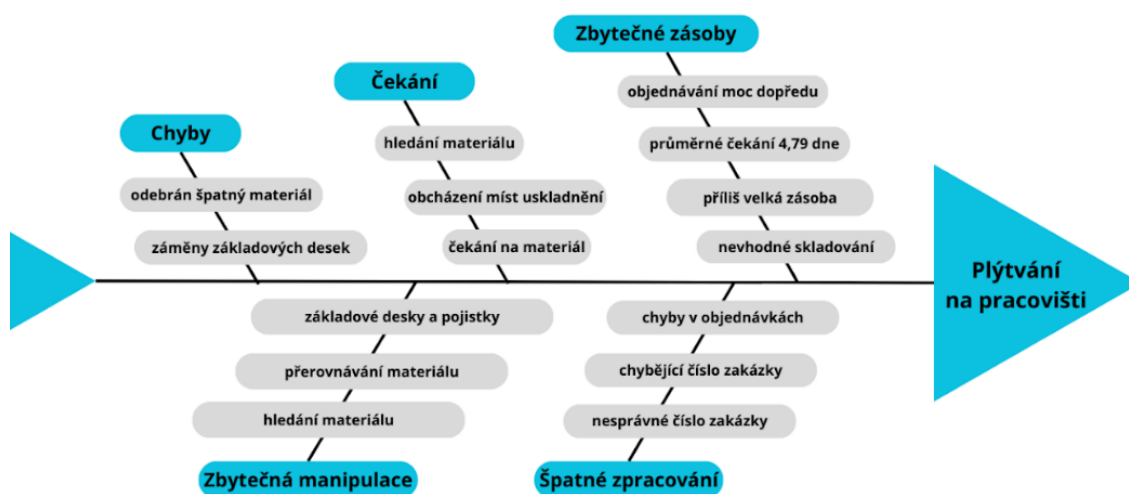 Zbytečné zásoby
objednávání moc dopředu
průměrné čekání 4,79 dne
příliš velká zásoba
nevhodné skladování
Čekání
hledání materiálu
obcházení míst uskladnění
čekání na materiál
Chyby
odebrán špatný materiál
záměny základových desek
Plýtvání
na pracovišti
základové desky a pojistky
přerovnávání materiálu
hledání materiálu
Zbytečná manipulace
chyby v objednávkách
chybějící číslo zakázky
nesprávné číslo zakázky
Špatné zpracování